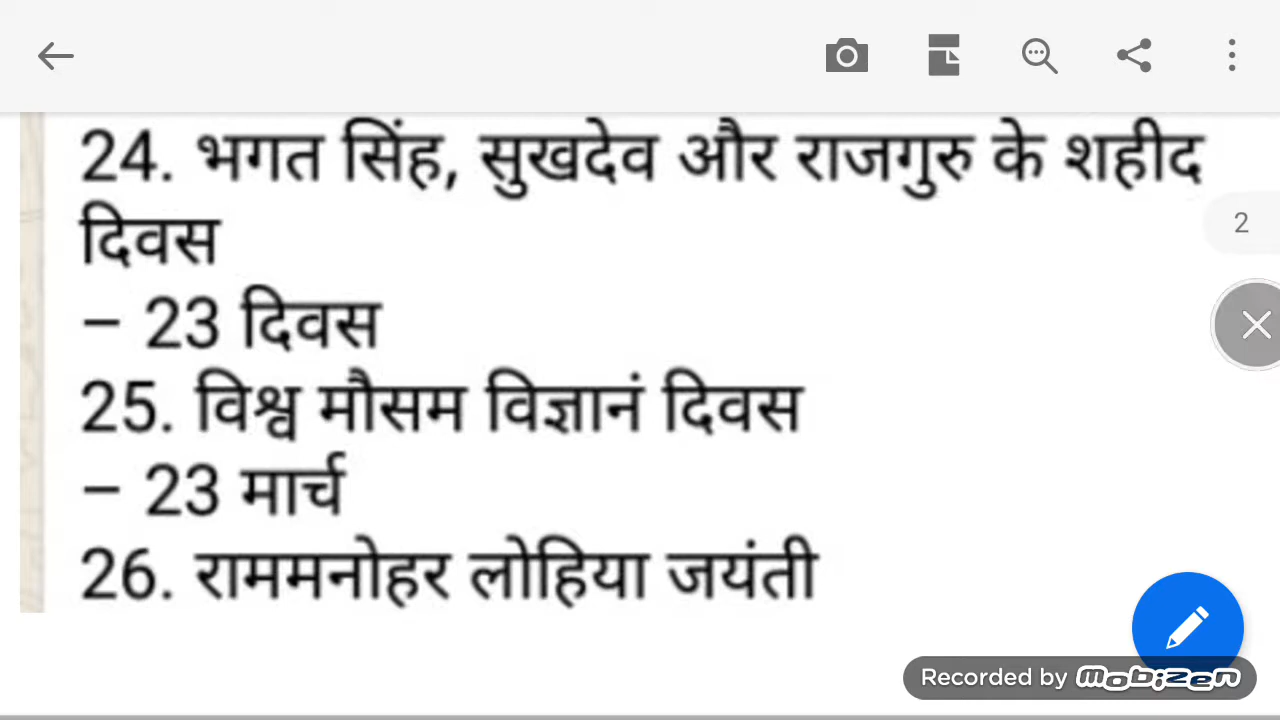 24. भगत सिंह, सुखदेव और राजगुरु के शहीद
दिवस
– 23 दिवस
25. विश्व मौसम विज्ञानं दिवस
– 23 मार्च
26. राममनोहर लोहिया जयंती
2
Recorded by Mobizen